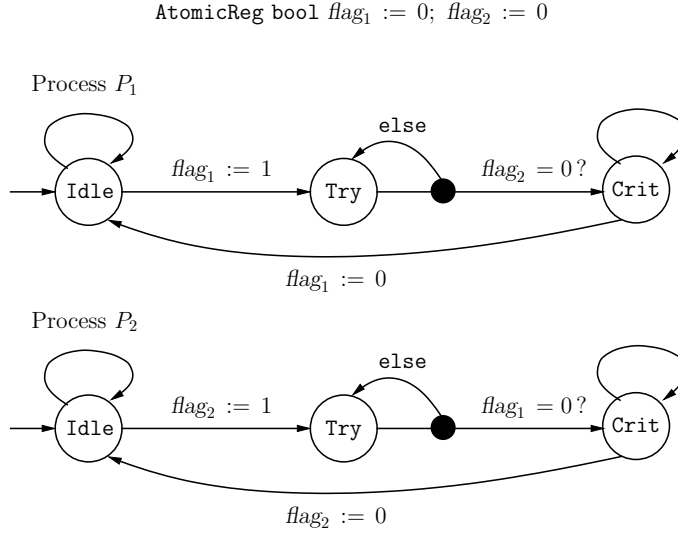 AtomicReg bool flag₁ := 0; flag₂ := 0
Process P₁
else
Idle
flag₁ := 1
Try
flag₂ = 0 ?
Crit
flag₁ := 0
Process P₂
else
Idle
flag₂ := 1
Try
flag₁ = 0 ?
Crit
flag₂ := 0